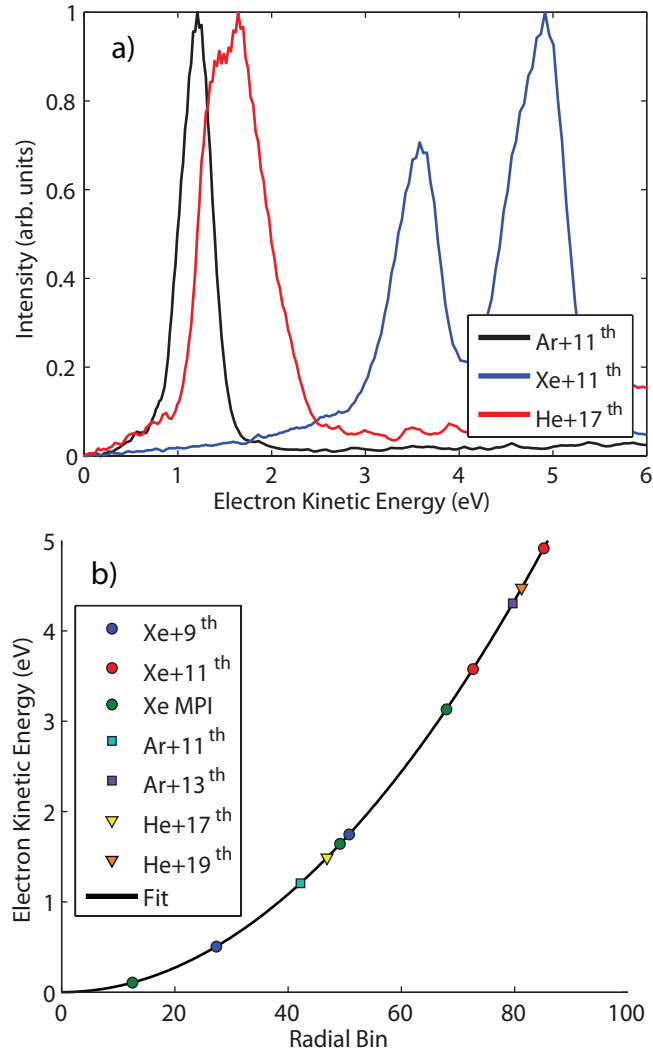 a)
1
0.8
0.6
0.4
0.2
0
Intensity (arb. units)
Ar+11th
Xe+11th
He+17th
0 1 2 3 4 5 6
Electron Kinetic Energy (eV)
b)
5
4
3
2
1
0
Electron Kinetic Energy (eV)
Xe+9th
Xe+11th
Xe MPI
Ar+11th
Ar+13th
He+17th
He+19th
Fit
0 20 40 60 80 100
Radial Bin